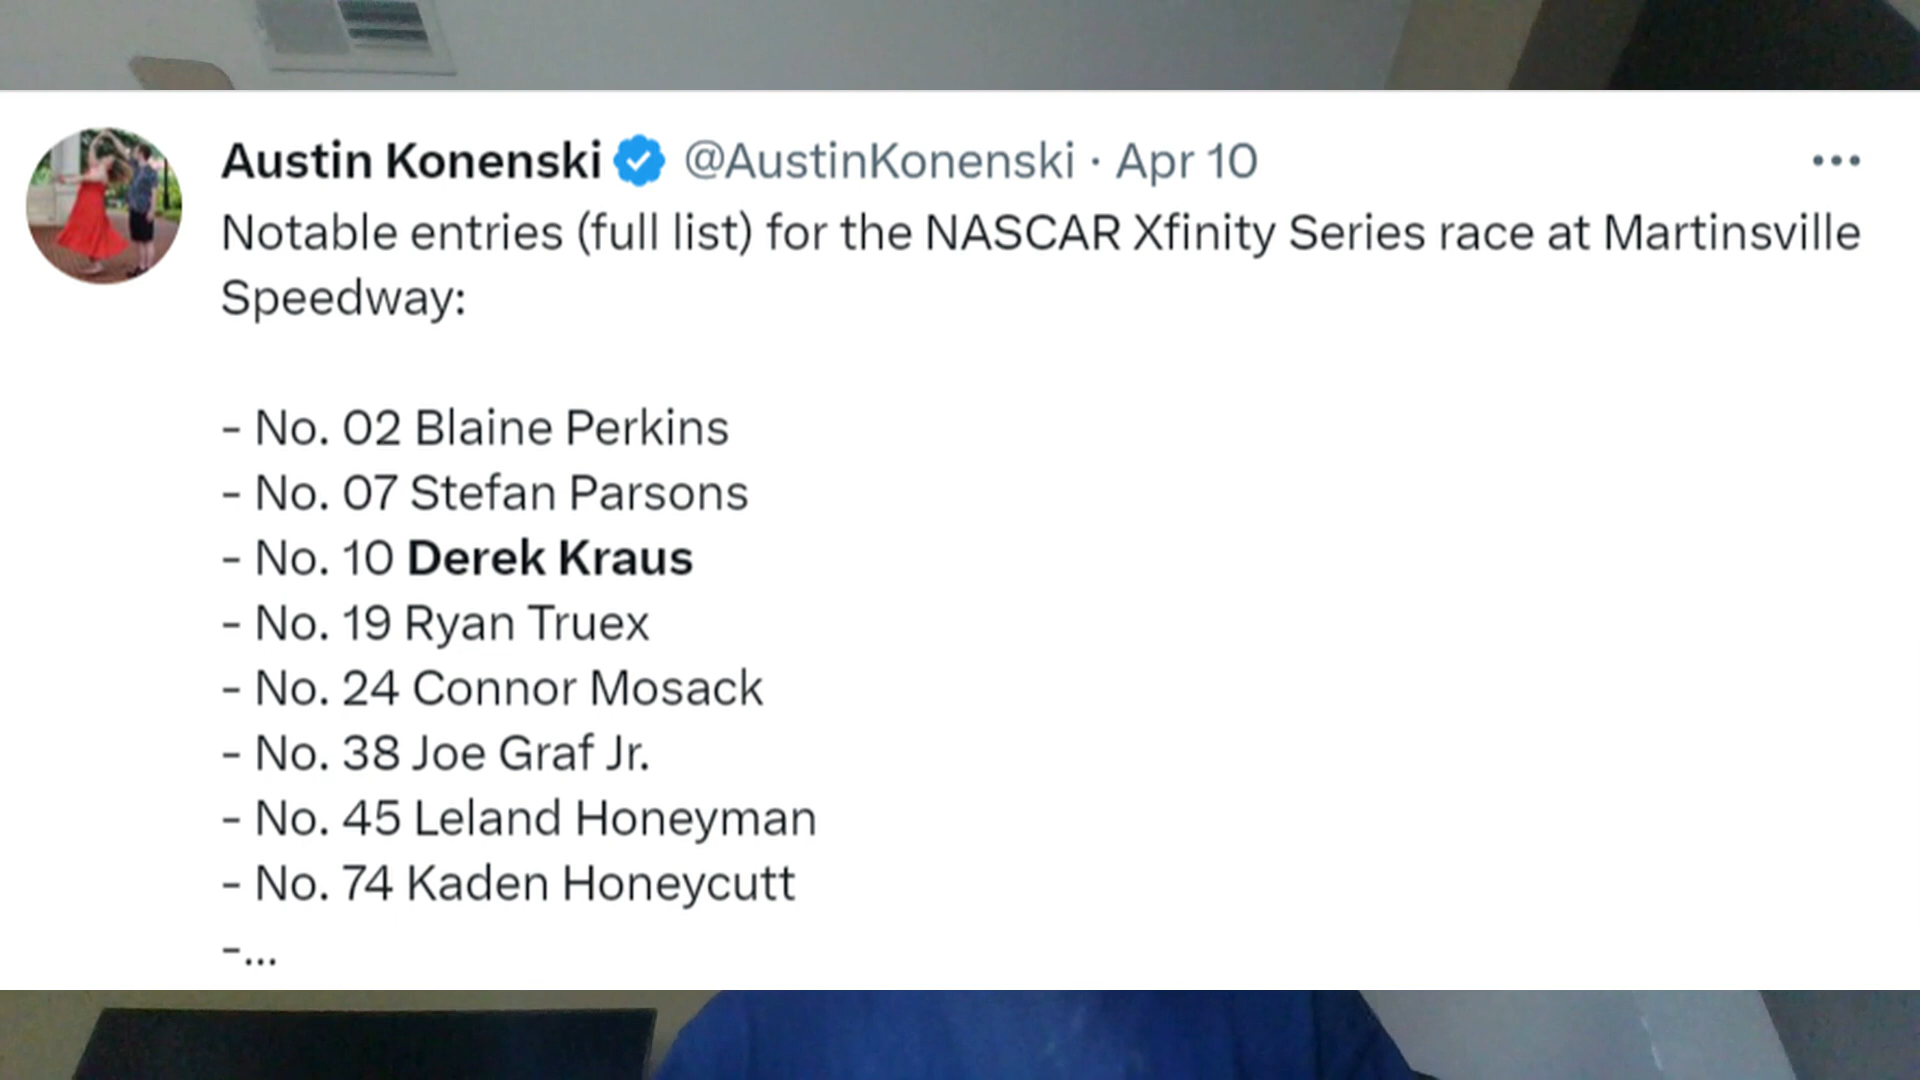 Austin Konenski @AustinKonenski · Apr 10
Notable entries (full list) for the NASCAR Xfinity Series race at Martinsville
Speedway:
- No. 02 Blaine Perkins
- No. 07 Stefan Parsons
- No. 10 Derek Kraus
- No. 19 Ryan Truex
- No. 24 Connor Mosack
- No. 38 Joe Graf Jr.
- No. 45 Leland Honeyman
- No. 74 Kaden Honeycutt
-...